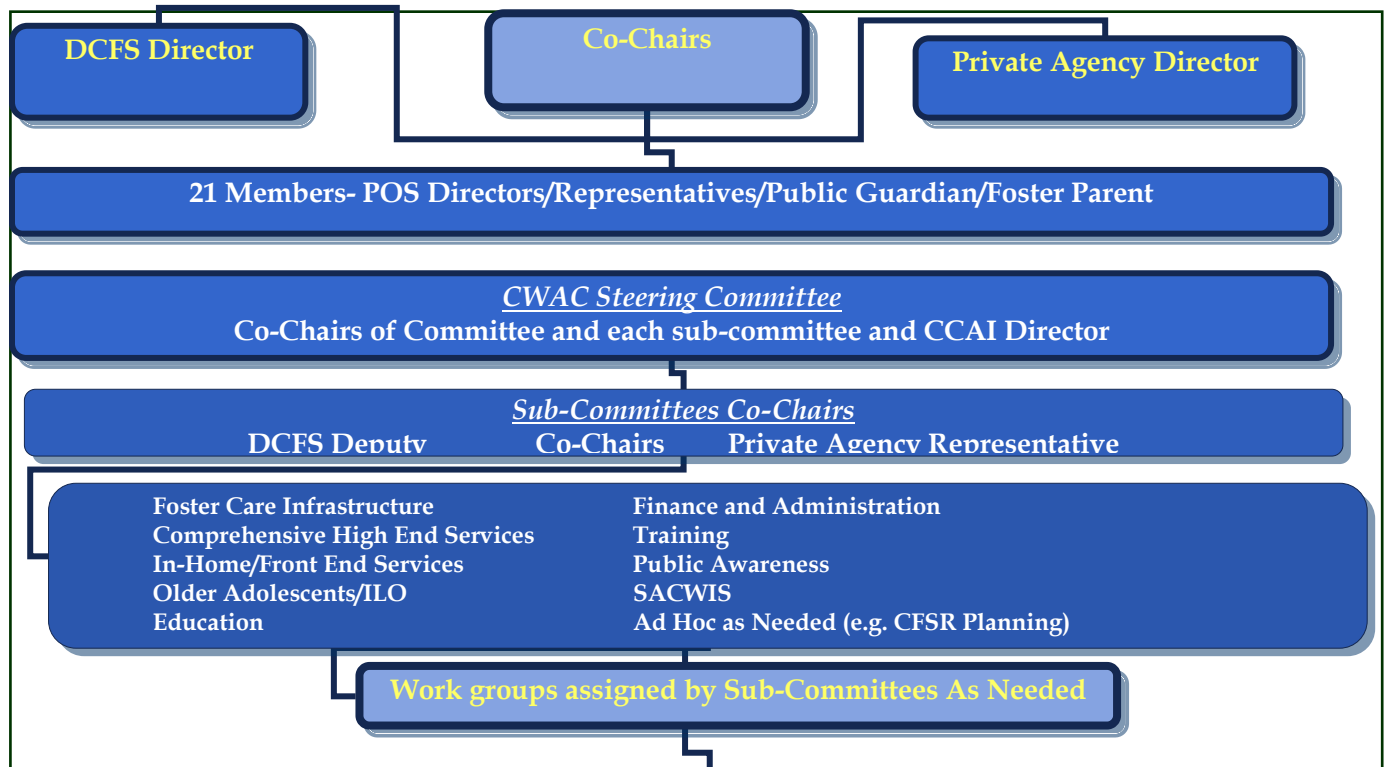 DCFS Director
Co-Chairs
Private Agency Director
21 Members- POS Directors/Representatives/Public Guardian/Foster Parent
CWAC Steering Committee
Co-Chairs of Committee and each sub-committee and CCAI Director
Sub-Committees Co-Chairs
DCFS Deputy Co-Chairs Private Agency Representative
Foster Care Infrastructure
Comprehensive High End Services
In-Home/Front End Services
Older Adolescents/ILO
Education
Finance and Administration
Training
Public Awareness
SACWIS
Ad Hoc as Needed (e.g. CFSR Planning)
Work groups assigned by Sub-Committees As Needed